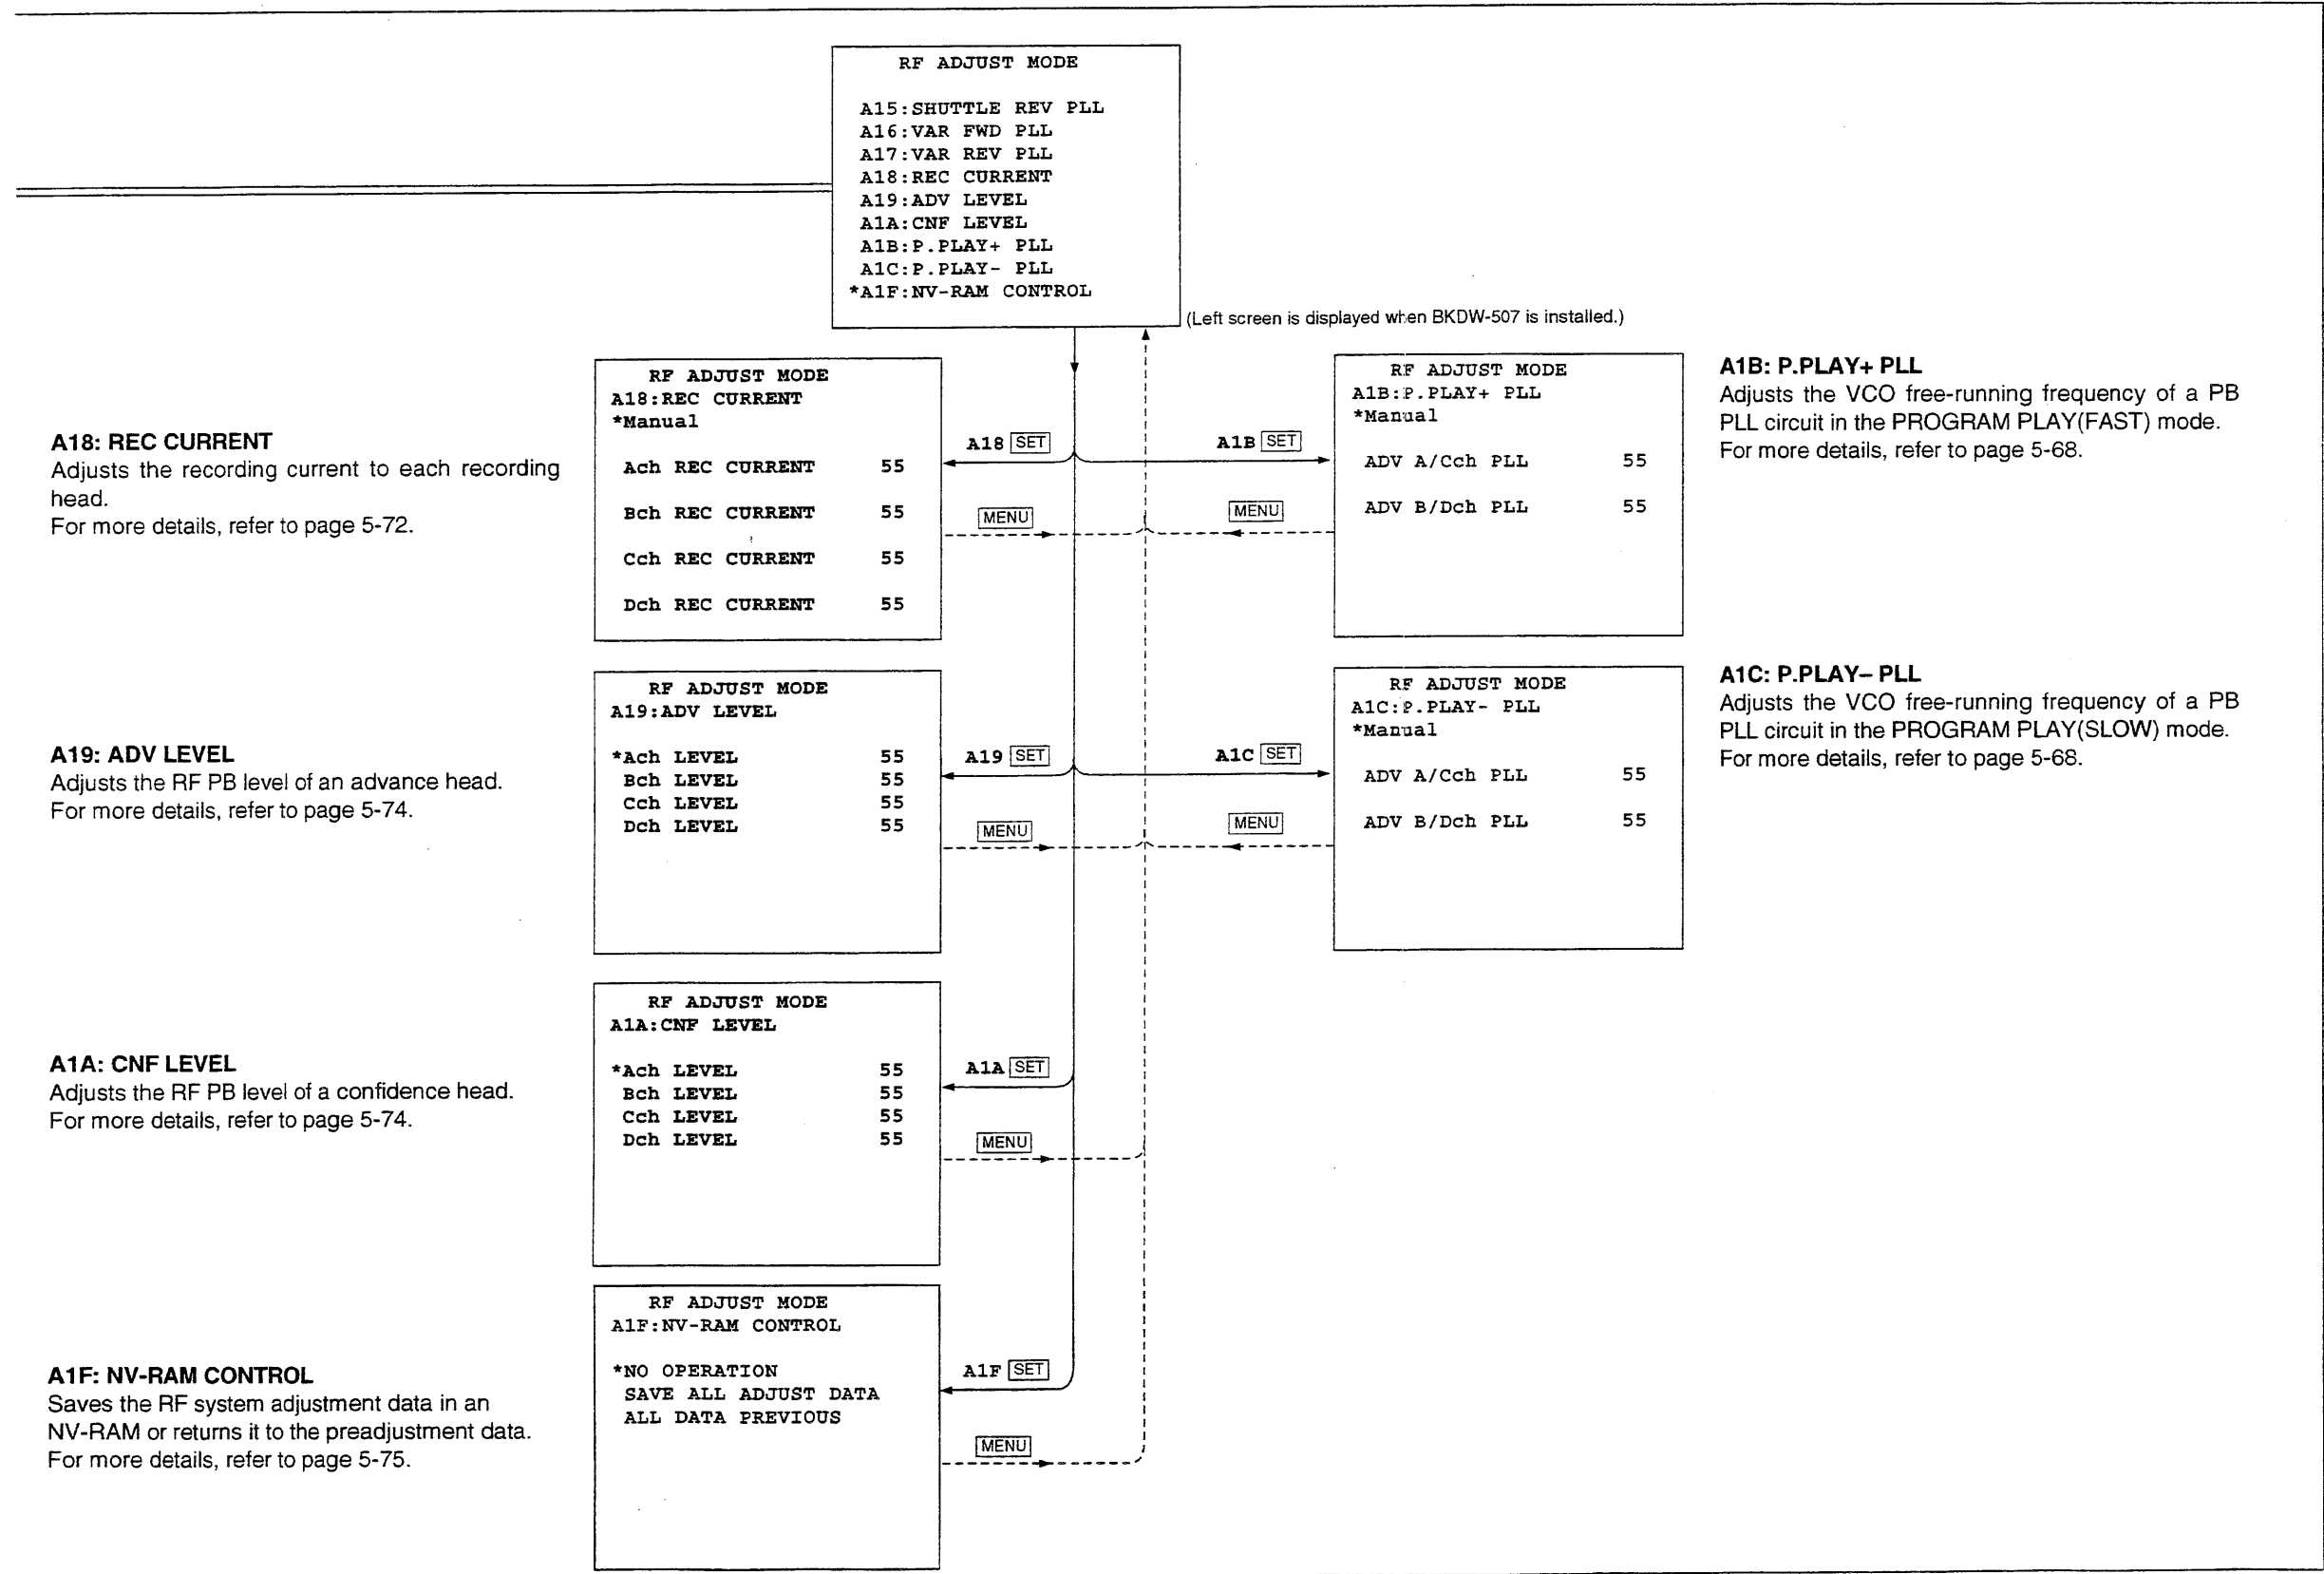 RF ADJUST MODE
A15:SHUTTLE REV PLL
A16:VAR FWD PLL
A17:VAR REV PLL
A18:REC CURRENT
A19:ADV LEVEL
A1A:CNF LEVEL
A1B:P.PLAY+ PLL
A1C:P.PLAY- PLL
*A1F:NV-RAM CONTROL
(Left screen is displayed when BKDW-507 is installed.)
A18: REC CURRENT
Adjusts the recording current to each recording
head.
For more details, refer to page 5-72.
RF ADJUST MODE
A18:REC CURRENT
*Manual
Ach REC CURRENT 55
Bch REC CURRENT 55
Cch REC CURRENT 55
Dch REC CURRENT 55
A18 SET
MENU
A1B SET
MENU
RF ADJUST MODE
A1B:P.PLAY+ PLL
*Manual
ADV A/Cch PLL 55
ADV B/Dch PLL 55
A1B: P.PLAY+ PLL
Adjusts the VCO free-running frequency of a PB
PLL circuit in the PROGRAM PLAY(FAST) mode.
For more details, refer to page 5-68.
A19: ADV LEVEL
Adjusts the RF PB level of an advance head.
For more details, refer to page 5-74.
RF ADJUST MODE
A19:ADV LEVEL
*Ach LEVEL 55
Bch LEVEL 55
Cch LEVEL 55
Dch LEVEL 55
A19 SET
MENU
A1C SET
MENU
RF ADJUST MODE
A1C:P.PLAY- PLL
*Manual
ADV A/Cch PLL 55
ADV B/Dch PLL 55
A1C: P.PLAY– PLL
Adjusts the VCO free-running frequency of a PB
PLL circuit in the PROGRAM PLAY(SLOW) mode.
For more details, refer to page 5-68.
A1A: CNF LEVEL
Adjusts the RF PB level of a confidence head.
For more details, refer to page 5-74.
RF ADJUST MODE
A1A:CNF LEVEL
*Ach LEVEL 55
Bch LEVEL 55
Cch LEVEL 55
Dch LEVEL 55
A1A SET
MENU
A1F: NV-RAM CONTROL
Saves the RF system adjustment data in an
NV-RAM or returns it to the preadjustment data.
For more details, refer to page 5-75.
RF ADJUST MODE
A1F:NV-RAM CONTROL
*NO OPERATION
SAVE ALL ADJUST DATA
ALL DATA PREVIOUS
A1F SET
MENU